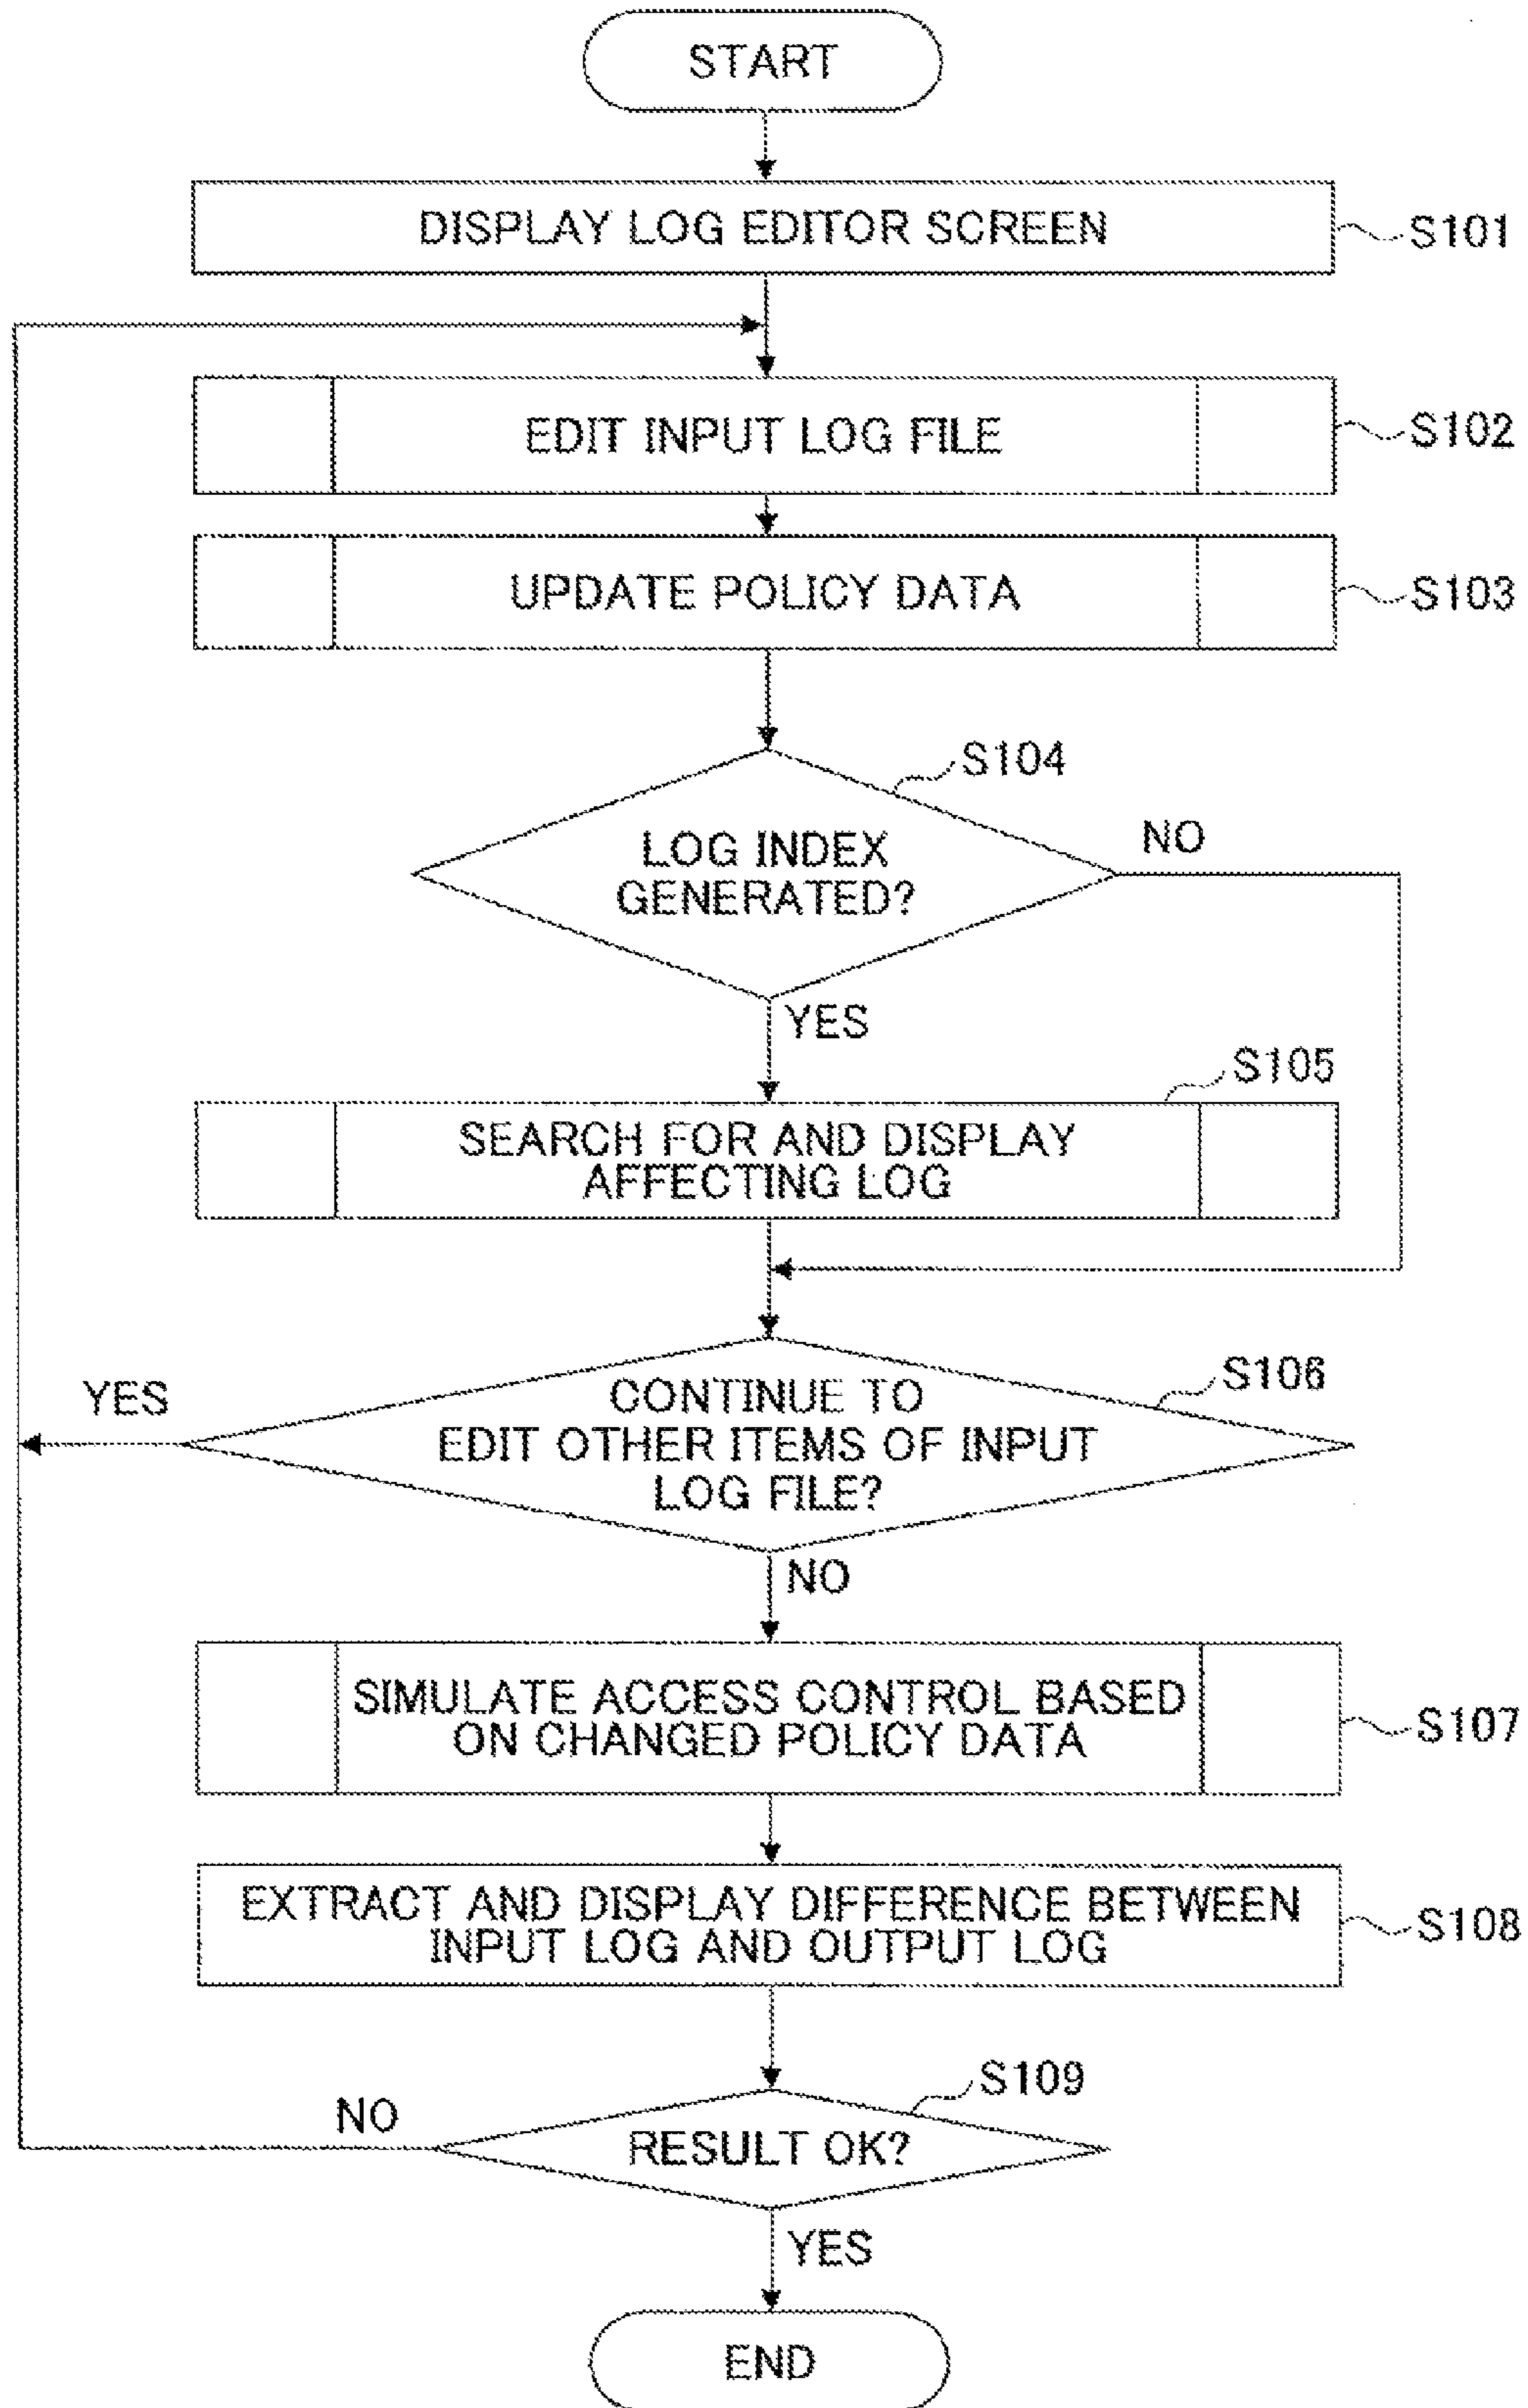 START
DISPLAY LOG EDITOR SCREEN
S101
EDIT INPUT LOG FILE
S102
UPDATE POLICY DATA
S103
S104
LOG INDEX
GENERATED?
NO
YES
S105
SEARCH FOR AND DISPLAY
AFFECTING LOG
S106
YES
CONTINUE TO
EDIT OTHER ITEMS OF INPUT
LOG FILE?
NO
SIMULATE ACCESS CONTROL BASED
ON CHANGED POLICY DATA
S107
EXTRACT AND DISPLAY DIFFERENCE BETWEEN
INPUT LOG AND OUTPUT LOG
S108
S109
NO
RESULT OK?
YES
END